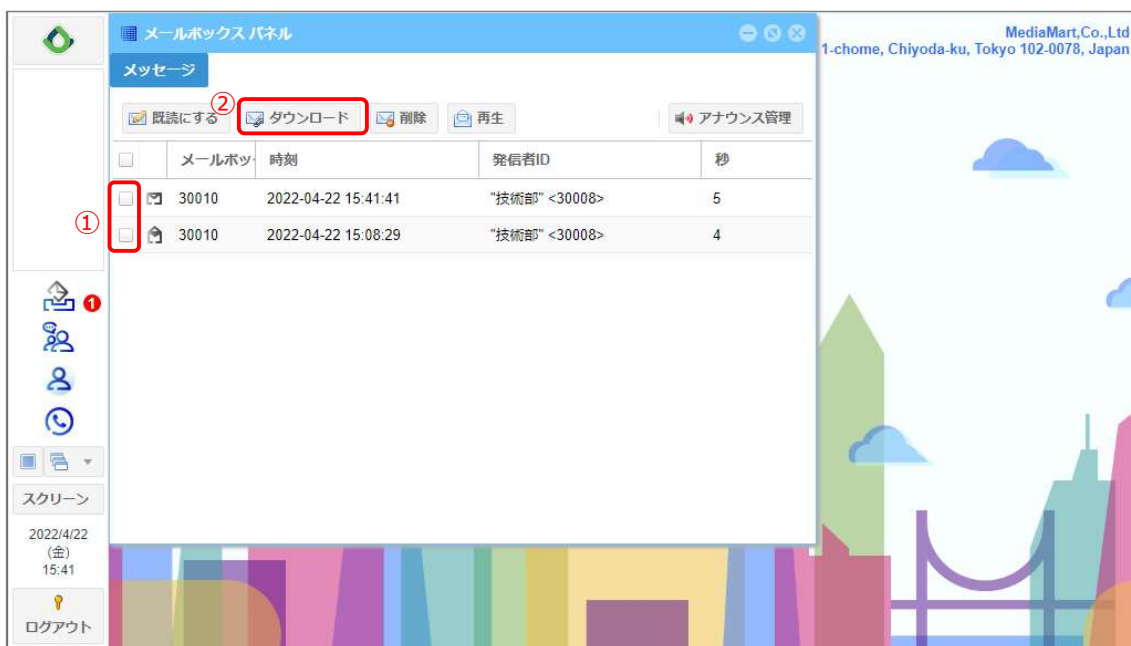 メールボックス パネル
MediaMart,Co.,Ltd
1-chome, Chiyoda-ku, Tokyo 102-0078, Japan
メッセージ
②
既読にする ダウンロード 削除 再生 アナウンス管理
メールボッ 時刻 発信者ID 秒
30010 2022-04-22 15:41:41 "技術部" <30008> 5
①
30010 2022-04-22 15:08:29 "技術部" <30008> 4
1
スクリーン
2022/4/22
(金)
15:41
ログアウト